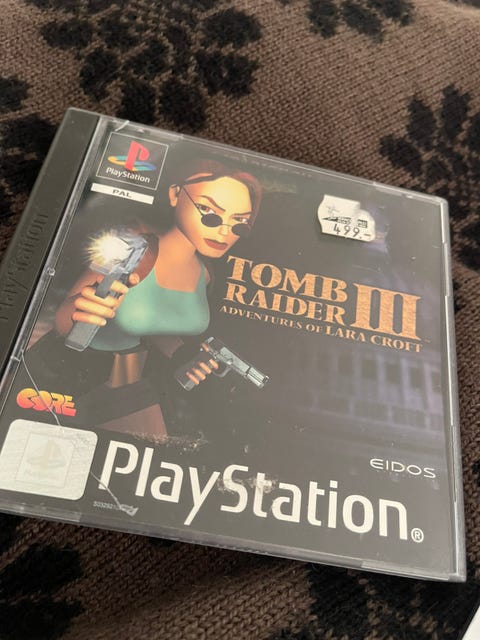 PlayStation
PlayStation
PAL
499.-
TOMB
RAIDER III
ADVENTURES OF LARA CROFT
CORE
EIDOS
PlayStation®